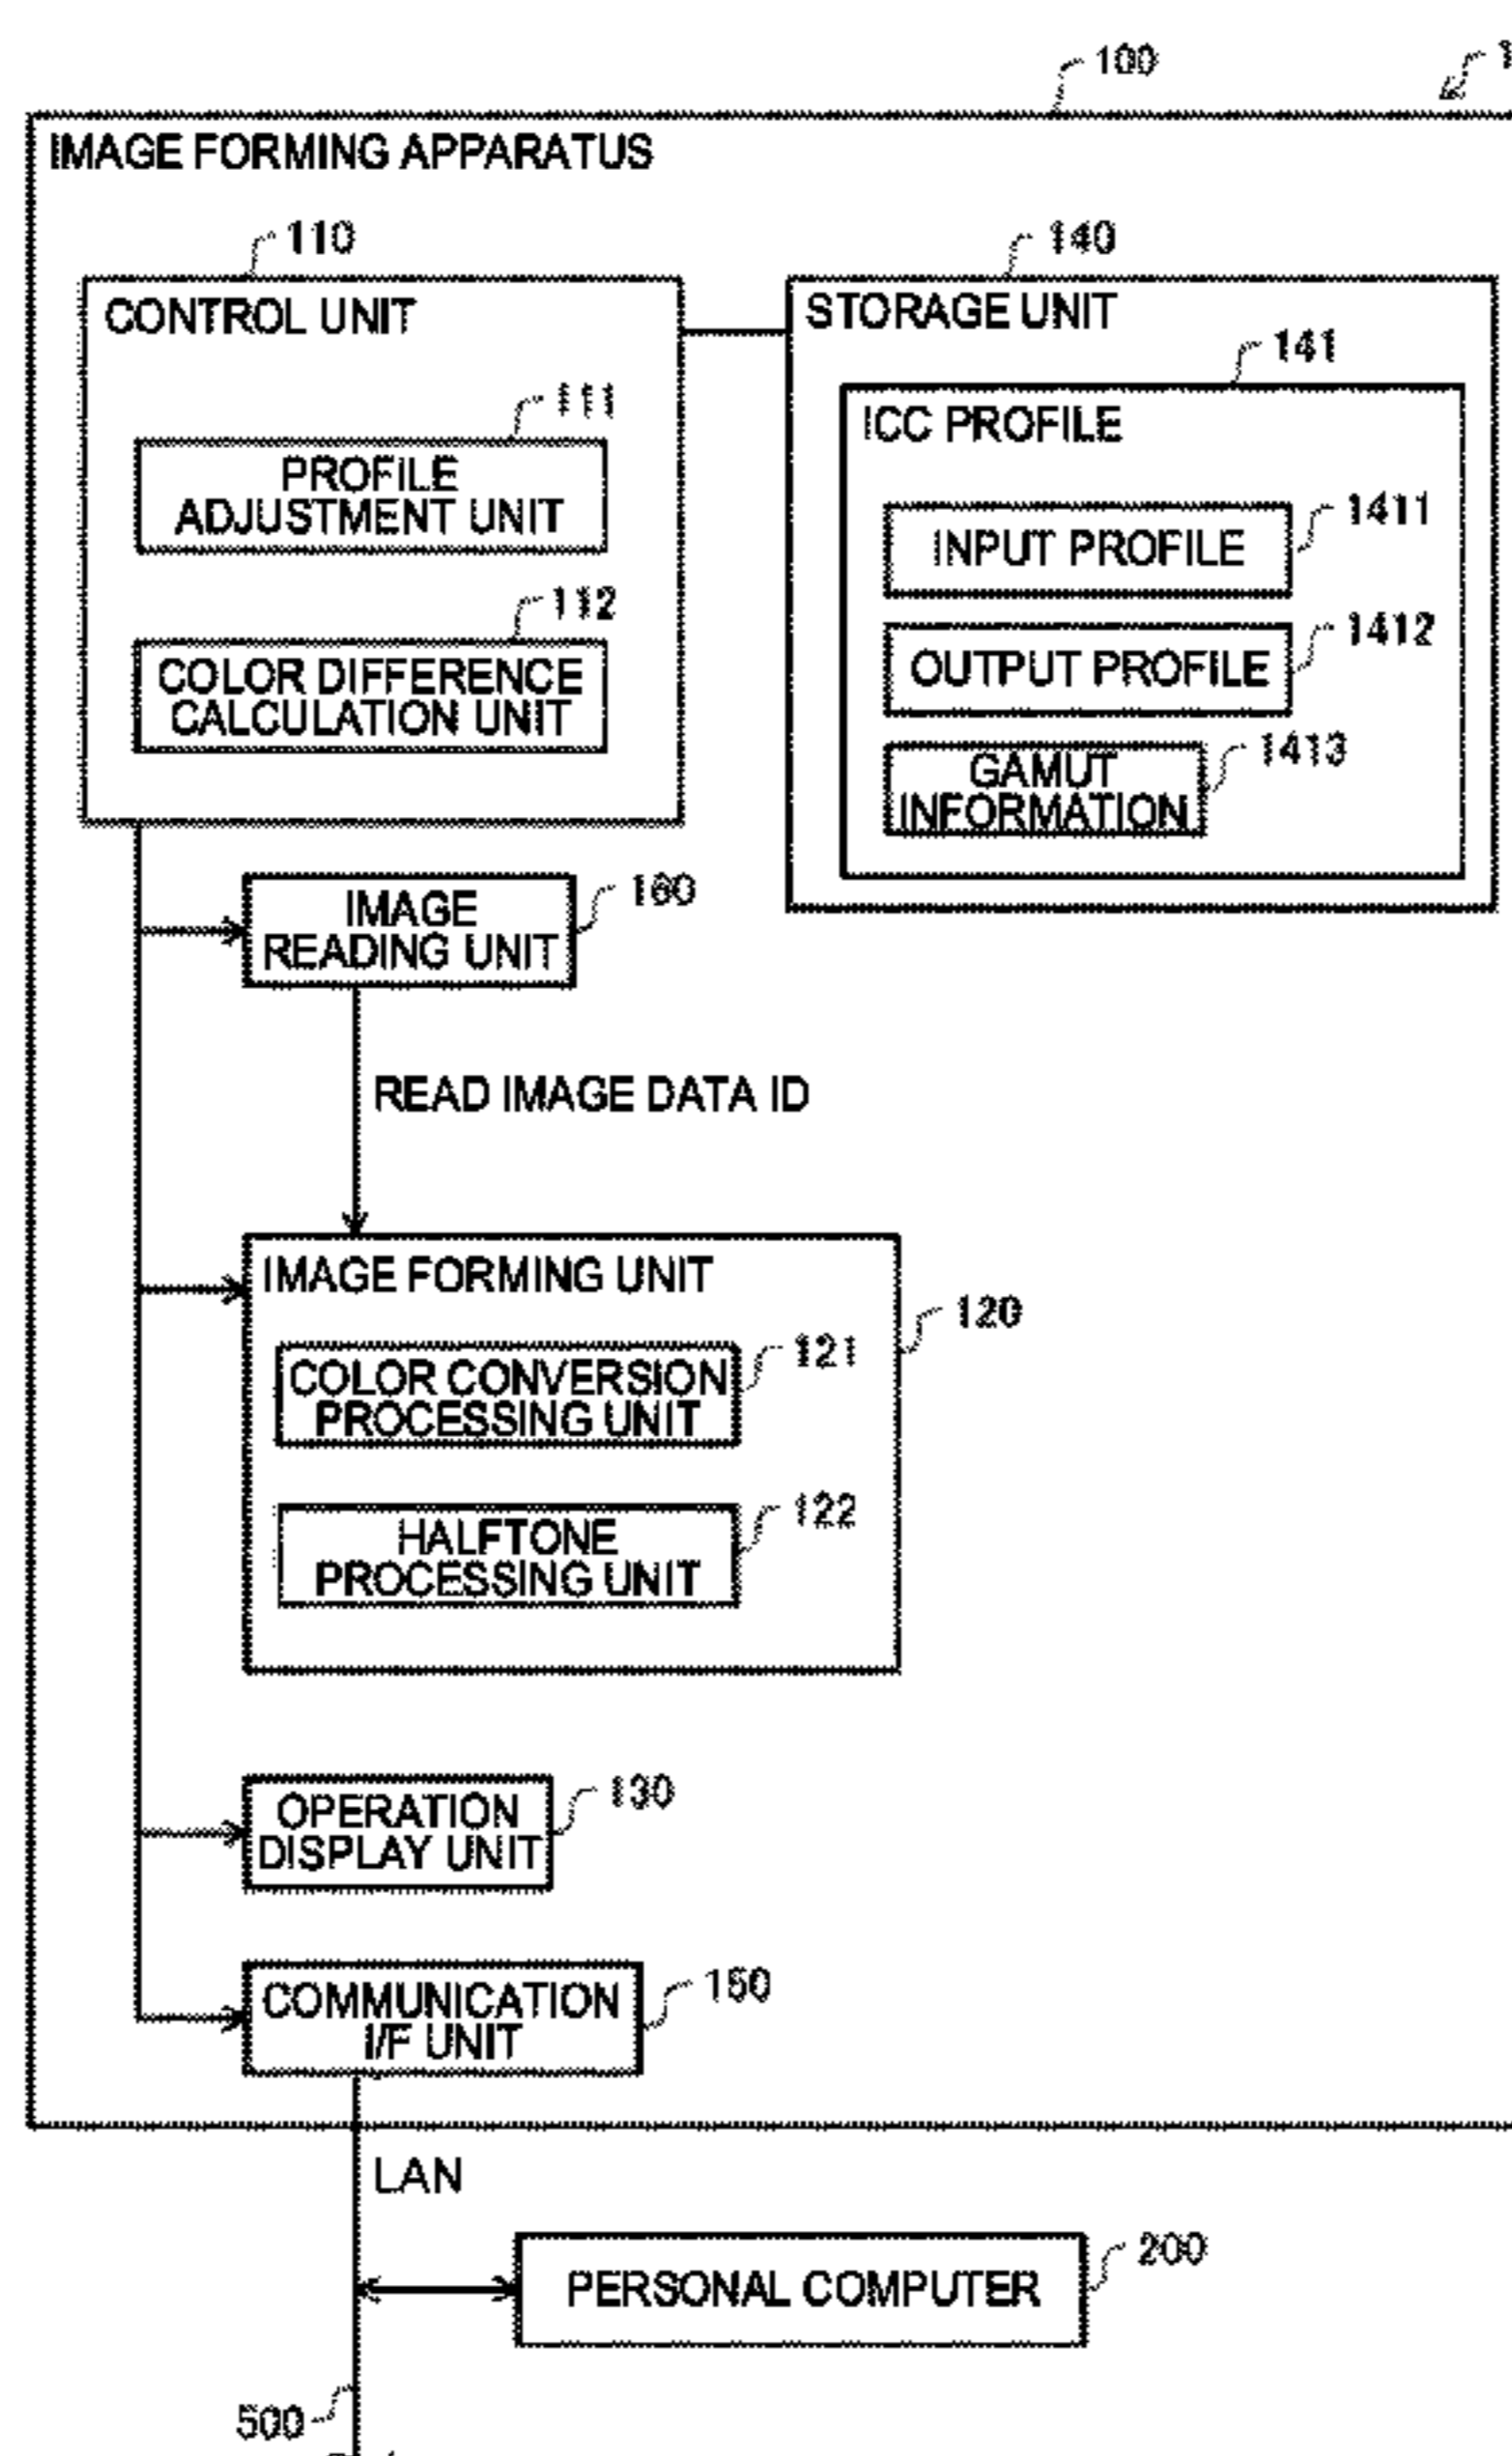 100
1
IMAGE FORMING APPARATUS
110
140
CONTROL UNIT
STORAGE UNIT
141
ICC PROFILE
111
PROFILE
ADJUSTMENT UNIT
1411
INPUT PROFILE
112
COLOR DIFFERENCE
CALCULATION UNIT
1412
OUTPUT PROFILE
1413
GAMUT
INFORMATION
160
IMAGE
READING UNIT
READ IMAGE DATA ID
IMAGE FORMING UNIT
120
121
COLOR CONVERSION
PROCESSING UNIT
122
HALFTONE
PROCESSING UNIT
130
OPERATION
DISPLAY UNIT
150
COMMUNICATION
I/F UNIT
LAN
200
PERSONAL COMPUTER
500